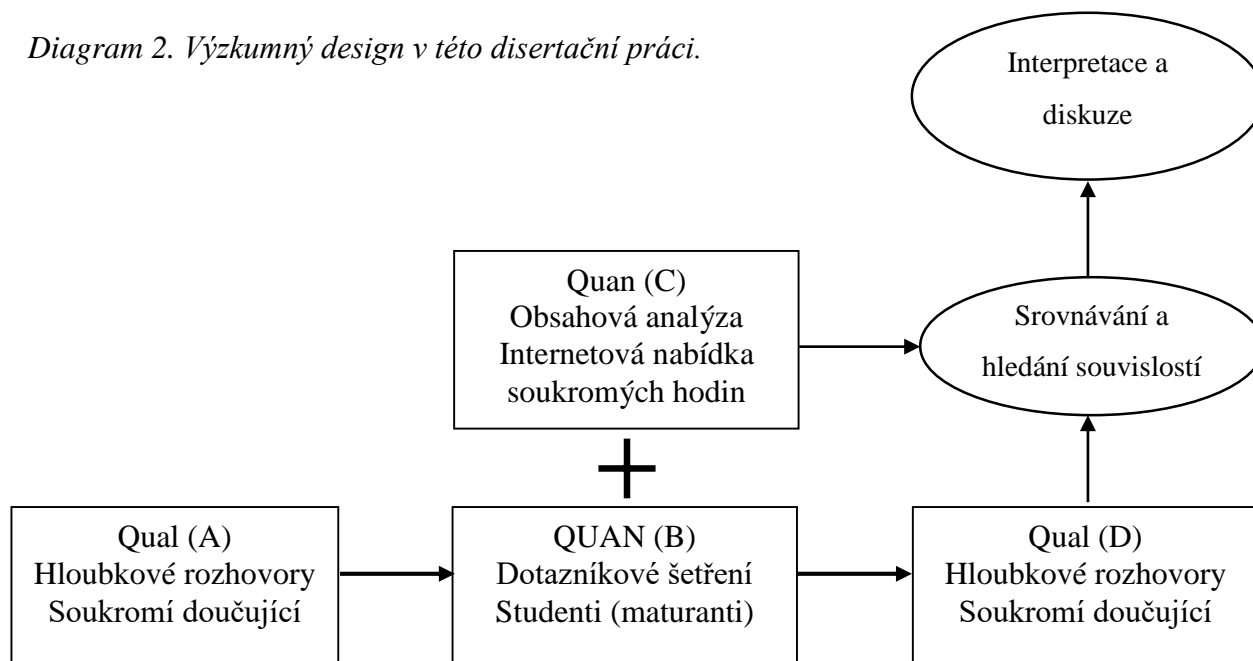 Diagram 2. Výzkumný design v této disertační práci.
Interpretace a
diskuze
Quan (C)
Obsahová analýza
Internetová nabídka
soukromých hodin
Srovnávání a
hledání souvislostí
+
Qual (A)
Hloubkové rozhovory
Soukromí doučující
QUAN (B)
Dotazníkové šetření
Studenti (maturanti)
Qual (D)
Hloubkové rozhovory
Soukromí doučující